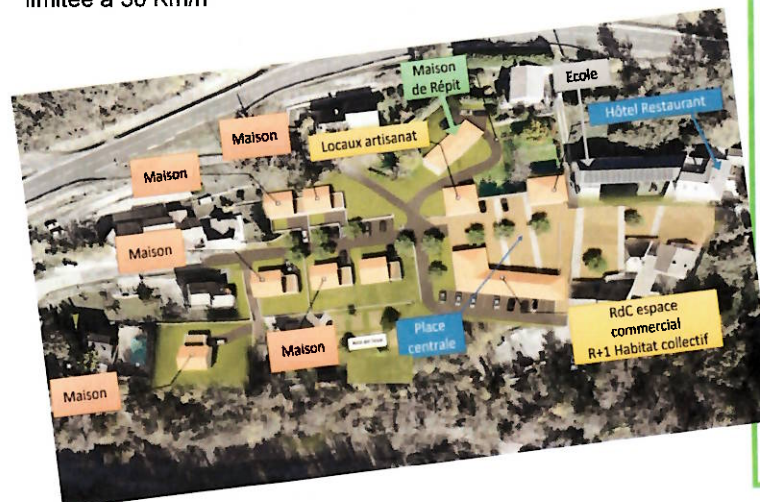 limitée à 30 Km/h
Maison
de Répit
Ecole
Hôtel Restaurant
Maison
Locaux artisanat
Maison
Maison
Maison
Place
centrale
RdC espace
commercial
R+1 Habitat collectif
Maison